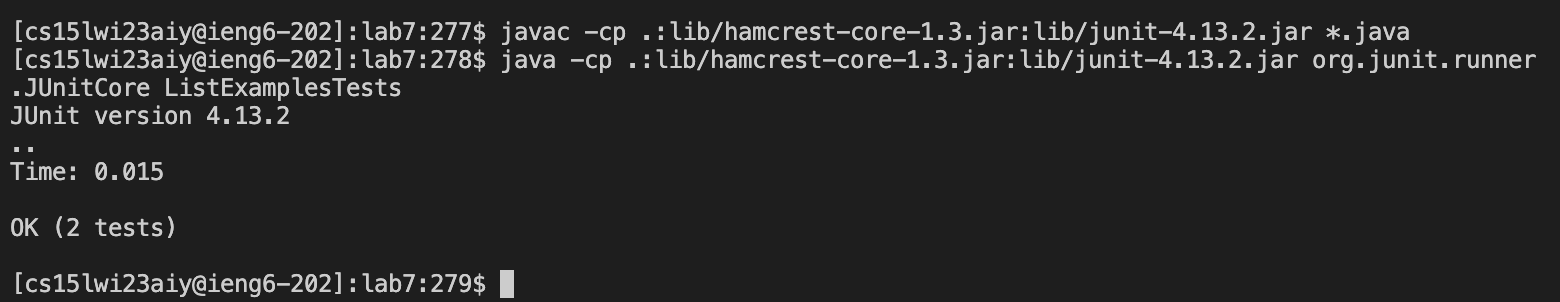 [cs15lwi23aiy@ieng6-202]:lab7:277$ javac -cp .:lib/hamcrest-core-1.3.jar:lib/junit-4.13.2.jar *.java
[cs15lwi23aiy@ieng6-202]:lab7:278$ java -cp .:lib/hamcrest-core-1.3.jar:lib/junit-4.13.2.jar org.junit.runner
.JUnitCore ListExamplesTests
JUnit version 4.13.2
..
Time: 0.015
OK (2 tests)
[cs15lwi23aiy@ieng6-202]:lab7:279$